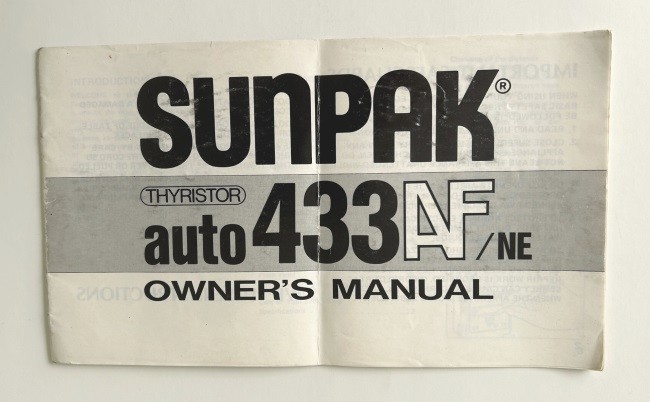 SUNPAK®
THYRISTOR
auto 433AF/NE
OWNER'S MANUAL